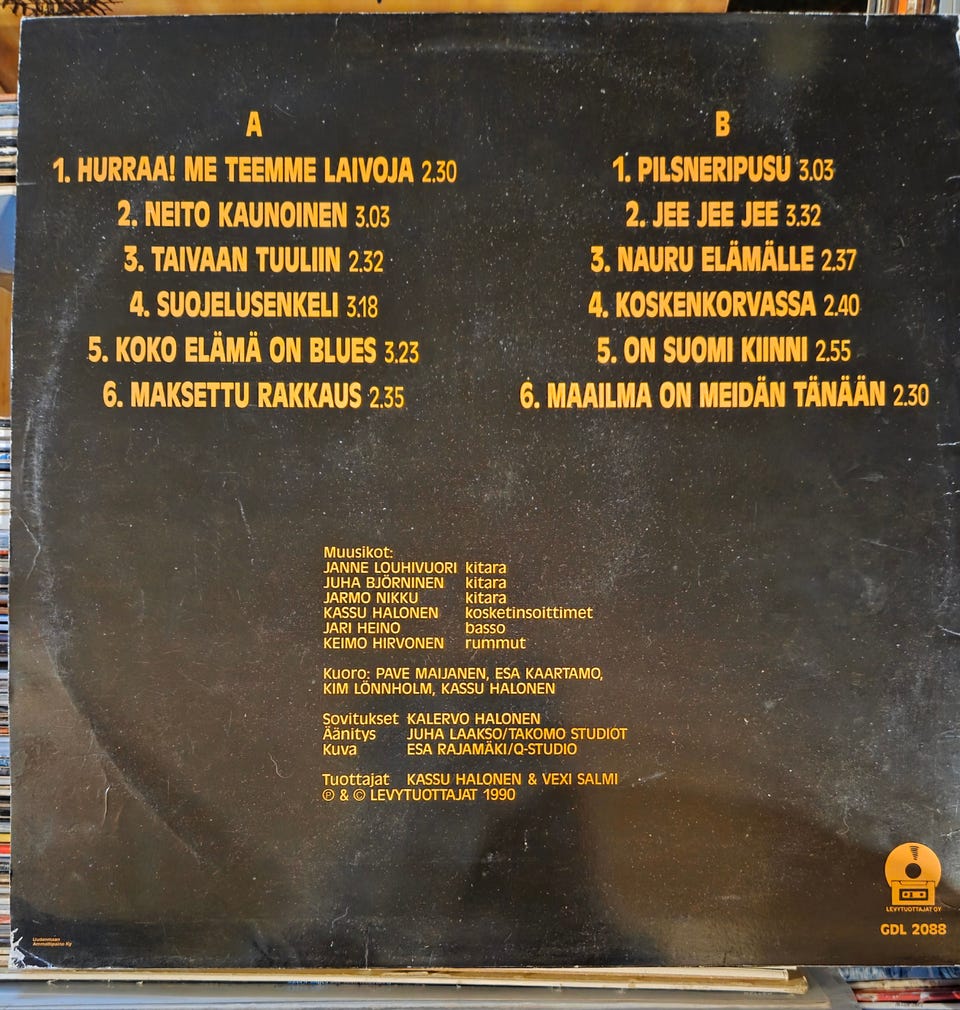 A
1. HURRAA! ME TEEMME LAIVOJA 2.30
2. NEITO KAUNOINEN 3.03
3. TAIVAAN TUULIIN 2.32
4. SUOJELUSENKELI 3.18
5. KOKO ELÄMÄ ON BLUES 3.23
6. MAKSETTU RAKKAUS 2.35
B
1. PILSNERIPUSU 3.03
2. JEE JEE JEE 3.32
3. NAURU ELÄMÄLLE 2.37
4. KOSKENKORVASSA 2.40
5. ON SUOMI KIINNI 2.55
6. MAAILMA ON MEIDÄN TÄNÄÄN 2.30
Muusikot:
JANNE LOUHIVUORI kitara
JUHA BJÖRNINEN kitara
JARMO NIKKU kitara
KASSU HALONEN kosketinsoittimet
JARI HEINO basso
KEIMO HIRVONEN rummut
Kuoro: PAVE MAIJANEN, ESA KAARTAMO,
KIM LÖNNHOLM, KASSU HALONEN
Sovitukset KALERVO HALONEN
Äänitys JUHA LAAKSO/TAKOMO STUDIOT
Kuva ESA RAJAMÄKI/Q-STUDIO
Tuottajat KASSU HALONEN & VEXI SALMI
℗ & © LEVYTUOTTAJAT 1990
LEVYTUOTTAJAT OY
GDL 2088
Uudenmaan
Ammattipaino Ky